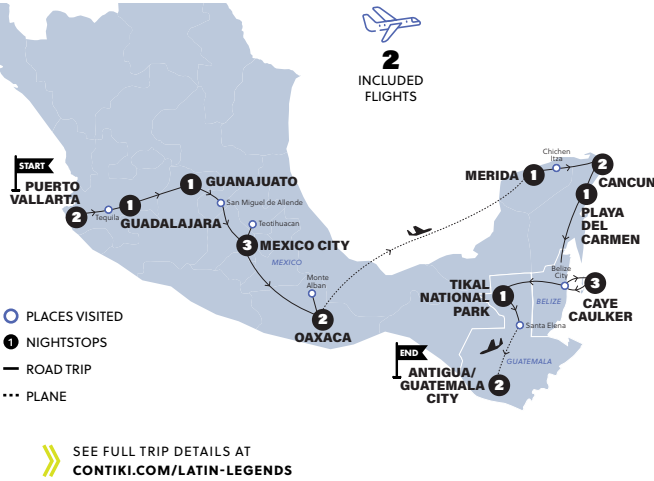 2
INCLUDED
FLIGHTS
START
PUERTO
VALLARTA
2
Tequila
1
GUADALAJARA
1
GUANAJUATO
San Miguel de Allende
Teotihuacan
3
MEXICO CITY
MEXICO
Monte
Alban
2
OAXACA
MERIDA
1
Chichen
Itza
2
CANCUN
1
PLAYA
DEL
CARMEN
Belize
City
3
CAYE
CAULKER
BELIZE
TIKAL
NATIONAL
PARK
1
Santa Elena
GUATEMALA
END
ANTIGUA/
GUATEMALA
CITY
2
PLACES VISITED
1 NIGHTSTOPS
ROAD TRIP
PLANE
SEE FULL TRIP DETAILS AT
CONTIKI.COM/LATIN-LEGENDS